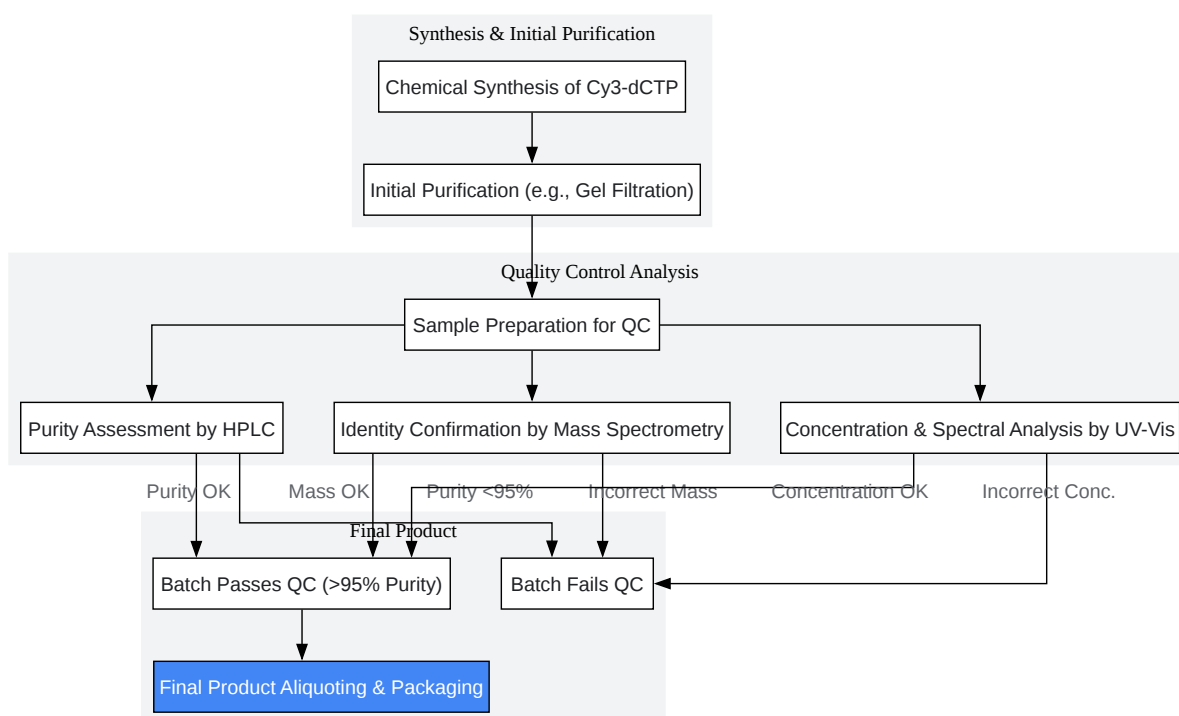 Synthesis & Initial Purification
Chemical Synthesis of Cy3-dCTP
Initial Purification (e.g., Gel Filtration)
Quality Control Analysis
Sample Preparation for QC
Purity Assessment by HPLC
Identity Confirmation by Mass Spectrometry
Concentration & Spectral Analysis by UV-Vis
Purity OK
Mass OK
Purity <95%
Incorrect Mass
Concentration OK
Incorrect Conc.
Final Product
Batch Passes QC (>95% Purity)
Batch Fails QC
Final Product Aliquoting & Packaging